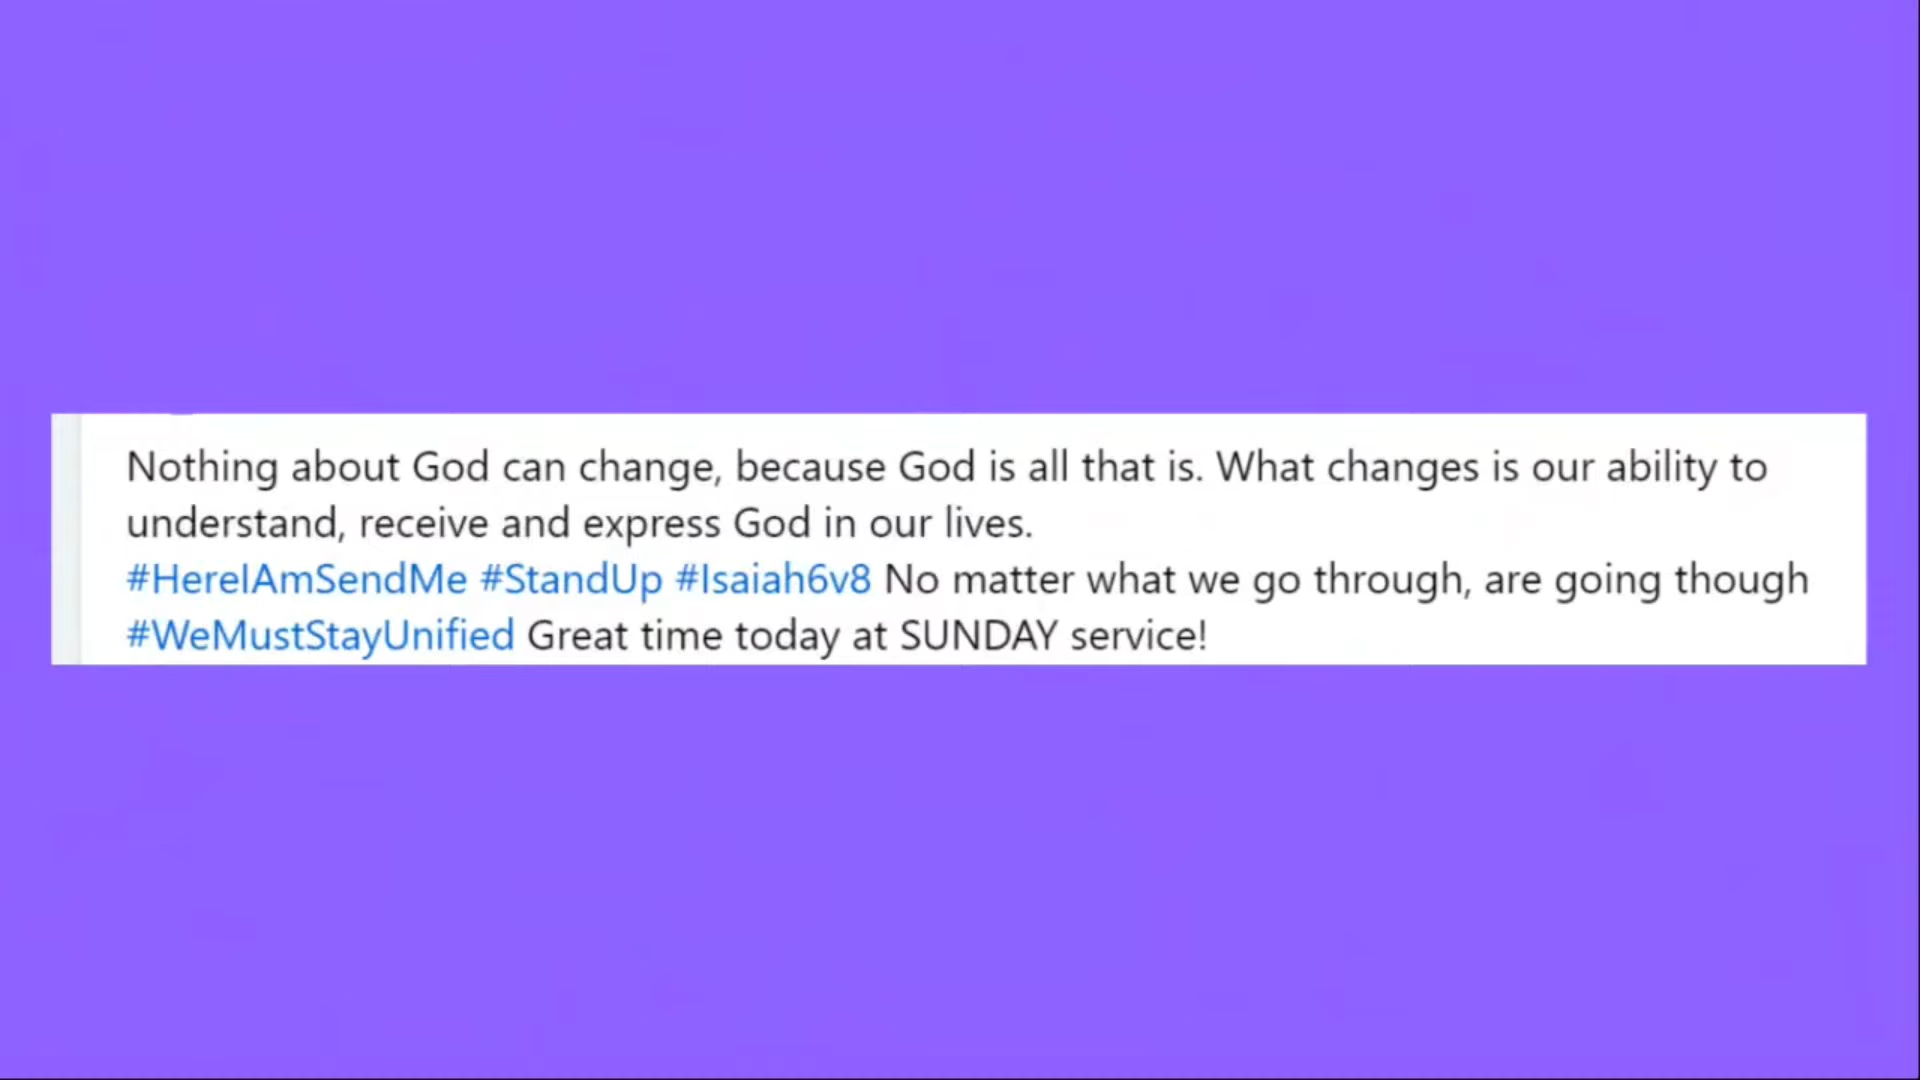 Nothing about God can change, because God is all that is. What changes is our ability to
understand, receive and express God in our lives.
#HereIAmSendMe #StandUp #Isaiah6v8 No matter what we go through, are going though
#WeMustStayUnified Great time today at SUNDAY service!